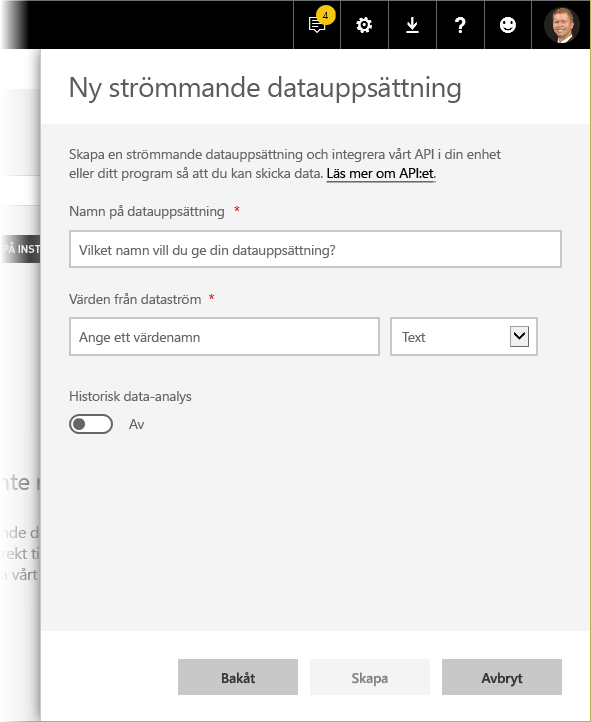 4
?
Ny strömmande datauppsättning
Skapa en strömmande datauppsättning och integrera vårt API i din enhet
eller ditt program så att du kan skicka data. Läs mer om API:et.
Namn på datauppsättning *
Vilket namn vill du ge din datauppsättning?
PÅ INST
Värden från dataström *
Ange ett värdenamn
Text
Historisk data-analys
Av
nte
nde d
rekt ti
a vårt
Bakåt
Skapa
Avbryt